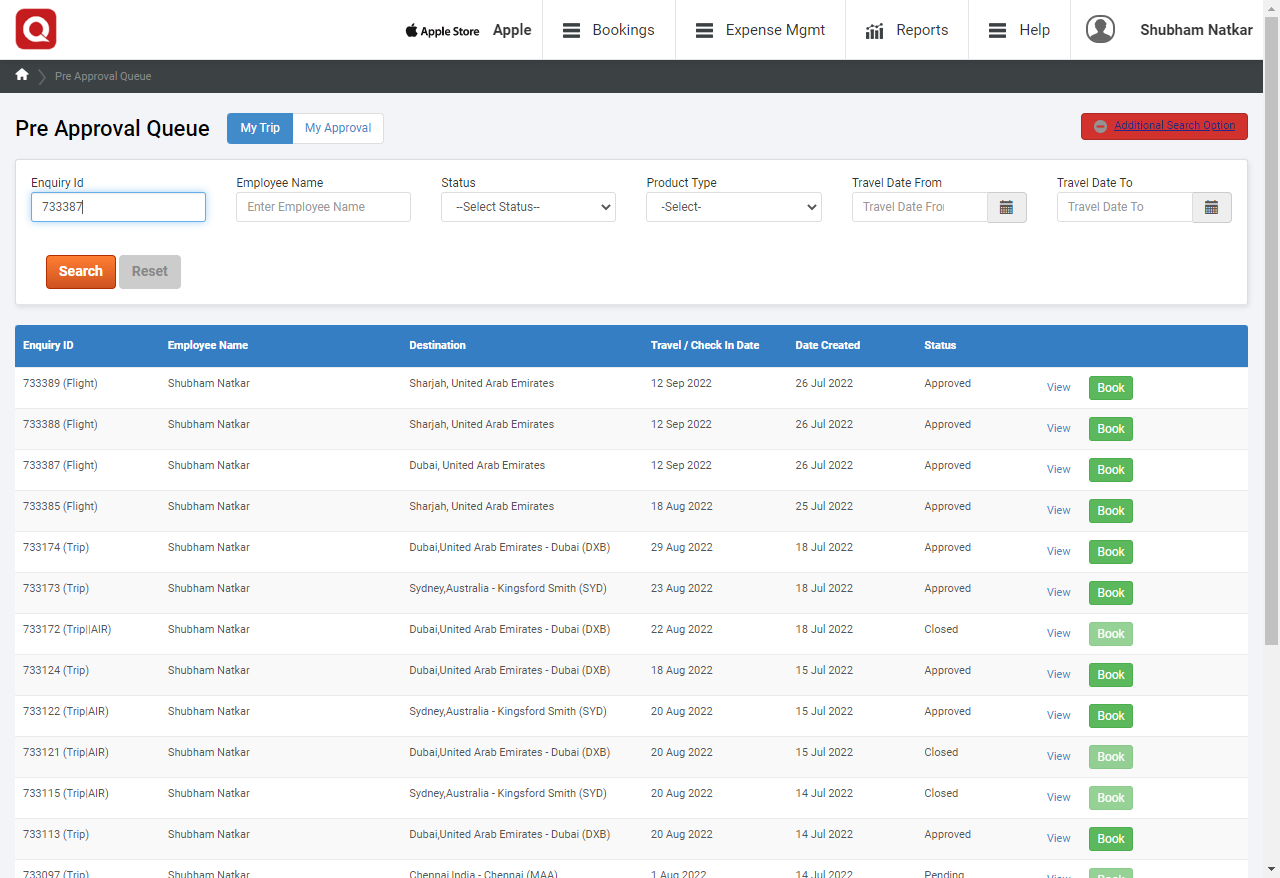 Apple Store Apple Bookings Expense Mgmt Reports Help Shubham Natkar
Pre Approval Queue
Pre Approval Queue My Trip My Approval Additional Search Option
Enquiry Id Employee Name Status Product Type Travel Date From Travel Date To
733387 Enter Employee Name --Select Status-- -Select- Travel Date Fro Travel Date To
Search Reset
Enquiry ID Employee Name Destination Travel / Check In Date Date Created Status
733389 (Flight) Shubham Natkar Sharjah, United Arab Emirates 12 Sep 2022 26 Jul 2022 Approved View Book
733388 (Flight) Shubham Natkar Sharjah, United Arab Emirates 12 Sep 2022 26 Jul 2022 Approved View Book
733387 (Flight) Shubham Natkar Dubai, United Arab Emirates 12 Sep 2022 26 Jul 2022 Approved View Book
733385 (Flight) Shubham Natkar Sharjah, United Arab Emirates 18 Aug 2022 25 Jul 2022 Approved View Book
733174 (Trip) Shubham Natkar Dubai,United Arab Emirates - Dubai (DXB) 29 Aug 2022 18 Jul 2022 Approved View Book
733173 (Trip) Shubham Natkar Sydney,Australia - Kingsford Smith (SYD) 23 Aug 2022 18 Jul 2022 Approved View Book
733172 (Trip||AIR) Shubham Natkar Dubai,United Arab Emirates - Dubai (DXB) 22 Aug 2022 18 Jul 2022 Closed View Book
733124 (Trip) Shubham Natkar Dubai,United Arab Emirates - Dubai (DXB) 18 Aug 2022 15 Jul 2022 Approved View Book
733122 (Trip|AIR) Shubham Natkar Sydney,Australia - Kingsford Smith (SYD) 20 Aug 2022 15 Jul 2022 Approved View Book
733121 (Trip|AIR) Shubham Natkar Dubai,United Arab Emirates - Dubai (DXB) 20 Aug 2022 15 Jul 2022 Closed View Book
733115 (Trip|AIR) Shubham Natkar Sydney,Australia - Kingsford Smith (SYD) 20 Aug 2022 14 Jul 2022 Closed View Book
733113 (Trip) Shubham Natkar Dubai,United Arab Emirates - Dubai (DXB) 20 Aug 2022 14 Jul 2022 Approved View Book
733097 (Trip) Shubham Natkar Chennai,India - Chennai (MAA) 1 Aug 2022 14 Jul 2022 Pending View Book